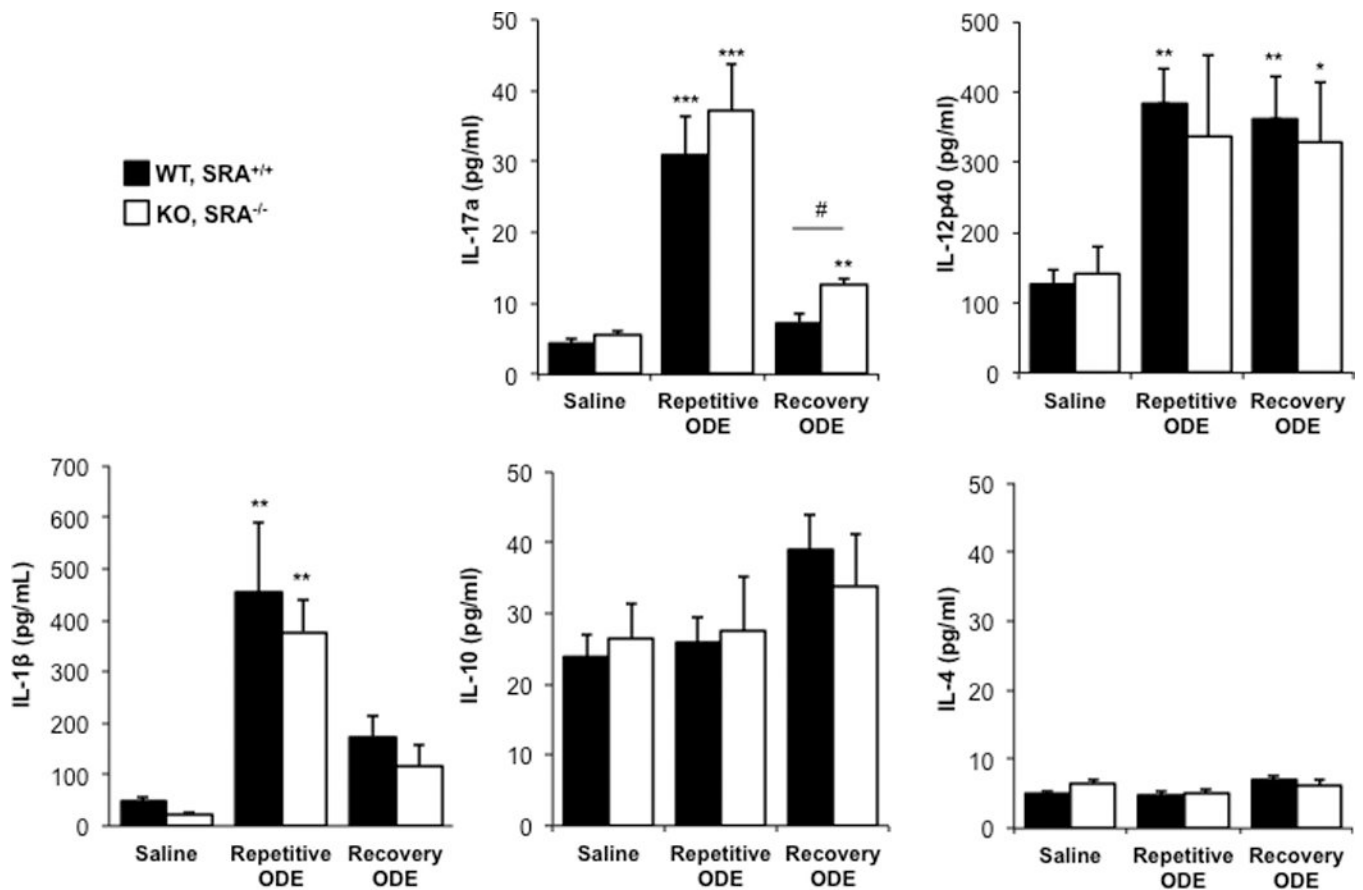 WT, SRA+/+
KO, SRA-/-
IL-17a (pg/ml)
50
40
30
20
10
0
***
***
#
**
Saline
Repetitive
ODE
Recovery
ODE
IL-12p40 (pg/ml)
500
400
300
200
100
0
**
**
*
Saline
Repetitive
ODE
Recovery
ODE
IL-1β (pg/mL)
700
600
500
400
300
200
100
0
**
**
Saline
Repetitive
ODE
Recovery
ODE
IL-10 (pg/ml)
50
40
30
20
10
0
Saline
Repetitive
ODE
Recovery
ODE
IL-4 (pg/ml)
50
40
30
20
10
0
Saline
Repetitive
ODE
Recovery
ODE